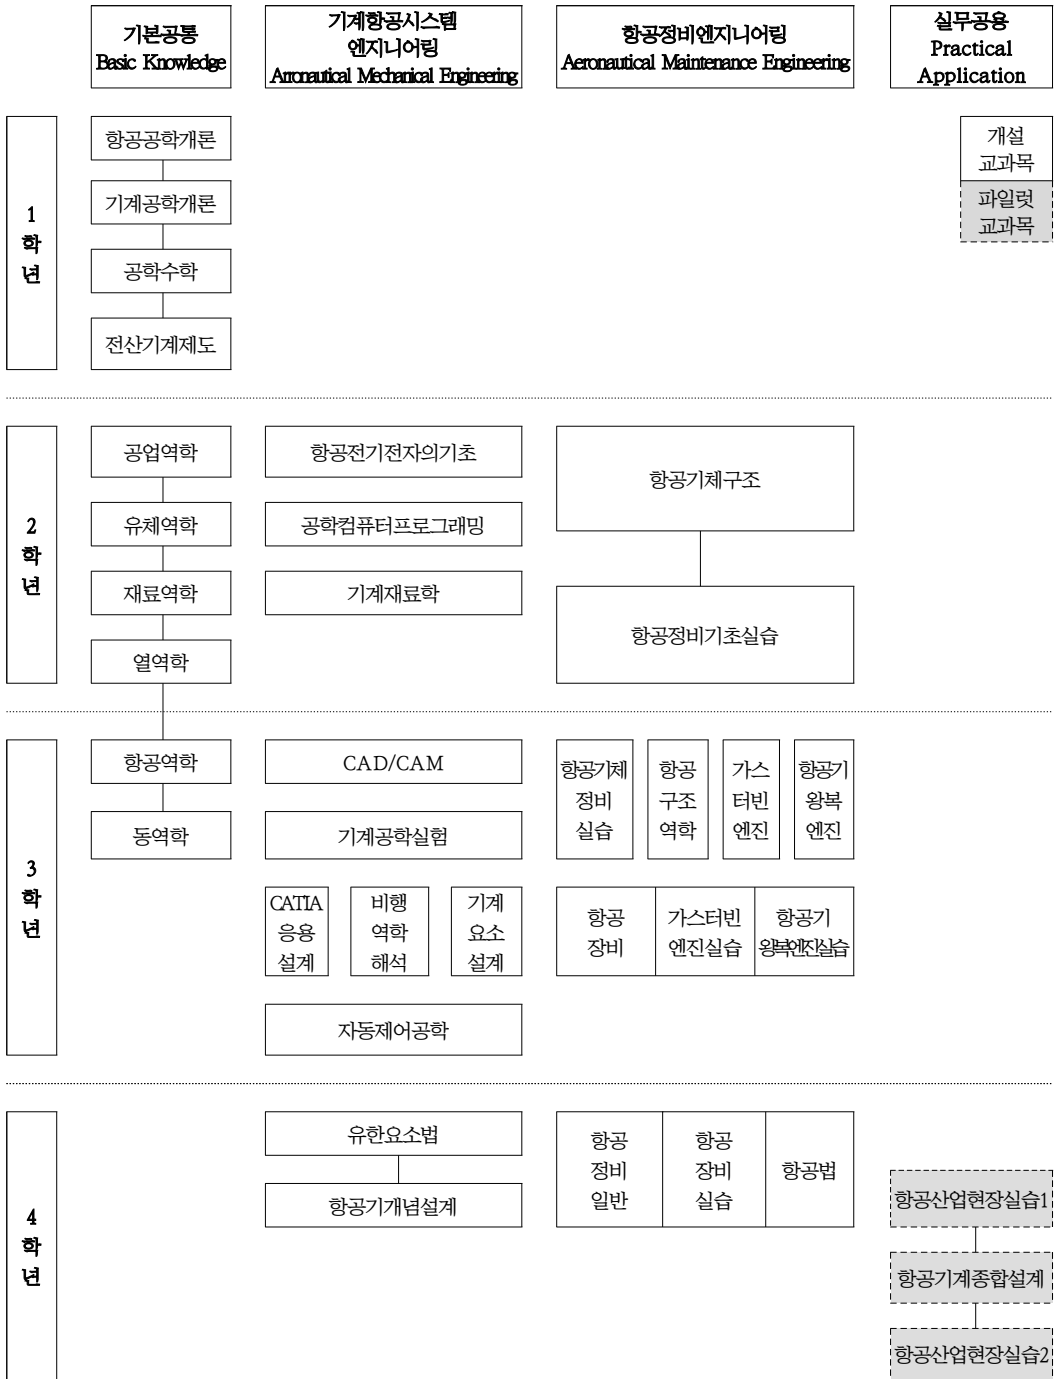 기본공통
Basic Knowledge
기계항공시스템
엔지니어링
Arronautical Mechanical Engineering
항공정비엔지니어링
Aeronautical Maintenance Engineering
실무공용
Practical
Application
1
학
년
항공공학개론
기계공학개론
공학수학
전산기계제도
개설
교과목
파일럿
교과목
2
학
년
공업역학
유체역학
재료역학
열역학
항공전기전자의기초
공학컴퓨터프로그래밍
기계재료학
항공기체구조
항공정비기초실습
3
학
년
항공역학
동역학
CAD/CAM
기계공학실험
CATIA
응용
설계
비행
역학
해석
기계
요소
설계
자동제어공학
항공기체
정비
실습
항공
구조
역학
가스
터빈
엔진
항공기
왕복
엔진
항공
장비
가스터빈
엔진실습
항공기
왕복엔진실습
4
학
년
유한요소법
항공기개념설계
항공
정비
일반
항공
장비
실습
항공법
항공산업현장실습1
항공기계종합설계
항공산업현장실습2